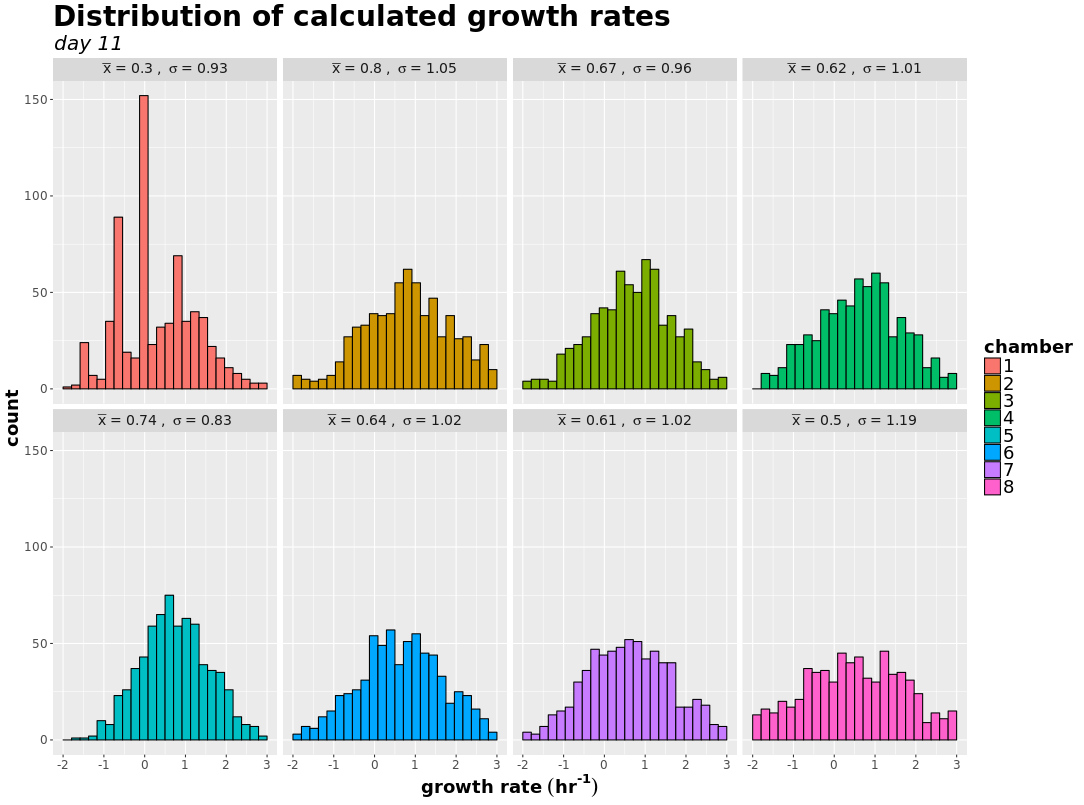 Distribution of calculated growth rates
day 11
x̅ = 0.3 , σ = 0.93
x̅ = 0.8 , σ = 1.05
x̅ = 0.67 , σ = 0.96
x̅ = 0.62 , σ = 1.01
150
100
50
0
x̅ = 0.74 , σ = 0.83
x̅ = 0.64 , σ = 1.02
x̅ = 0.61 , σ = 1.02
x̅ = 0.5 , σ = 1.19
150
100
50
0
-2 -1 0 1 2 3
-2 -1 0 1 2 3
-2 -1 0 1 2 3
-2 -1 0 1 2 3
count
growth rate (hr⁻¹)
chamber
1
2
3
4
5
6
7
8